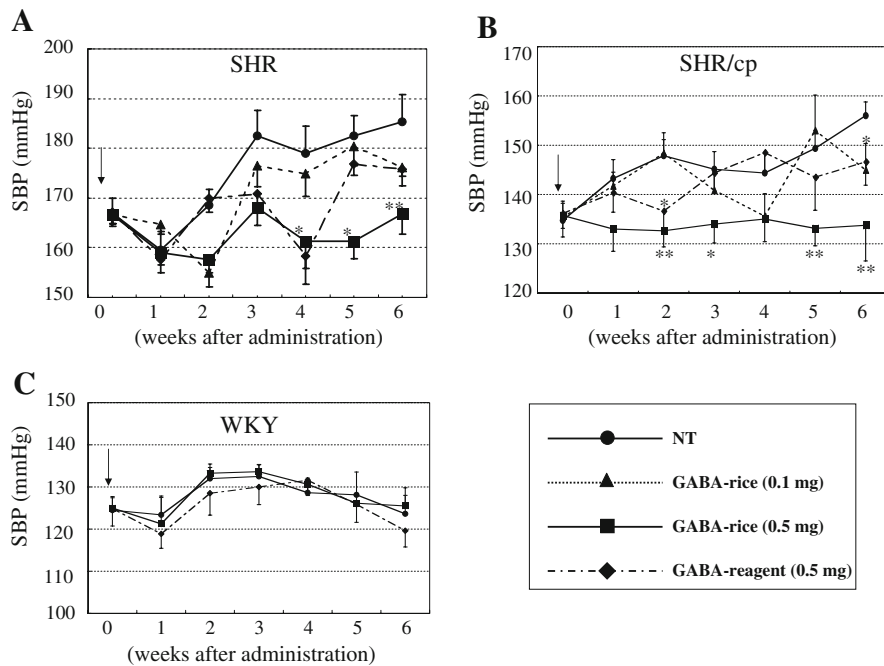 A
SHR
200
190
180
170
160
150
SBP (mmHg)
*
*
**
0 1 2 3 4 5 6
(weeks after administration)
B
SHR/cp
170
160
150
140
130
120
SBP (mmHg)
*
*
**
*
**
**
0 1 2 3 4 5 6
(weeks after administration)
C
WKY
150
140
130
120
110
100
SBP (mmHg)
0 1 2 3 4 5 6
(weeks after administration)
NT
GABA-rice (0.1 mg)
GABA-rice (0.5 mg)
GABA-reagent (0.5 mg)